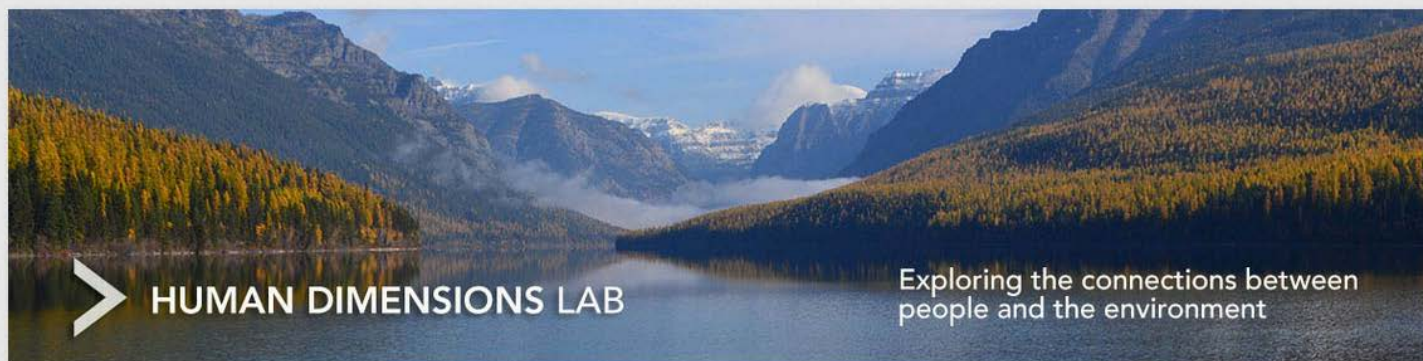 HUMAN DIMENSIONS LAB
Exploring the connections between
people and the environment